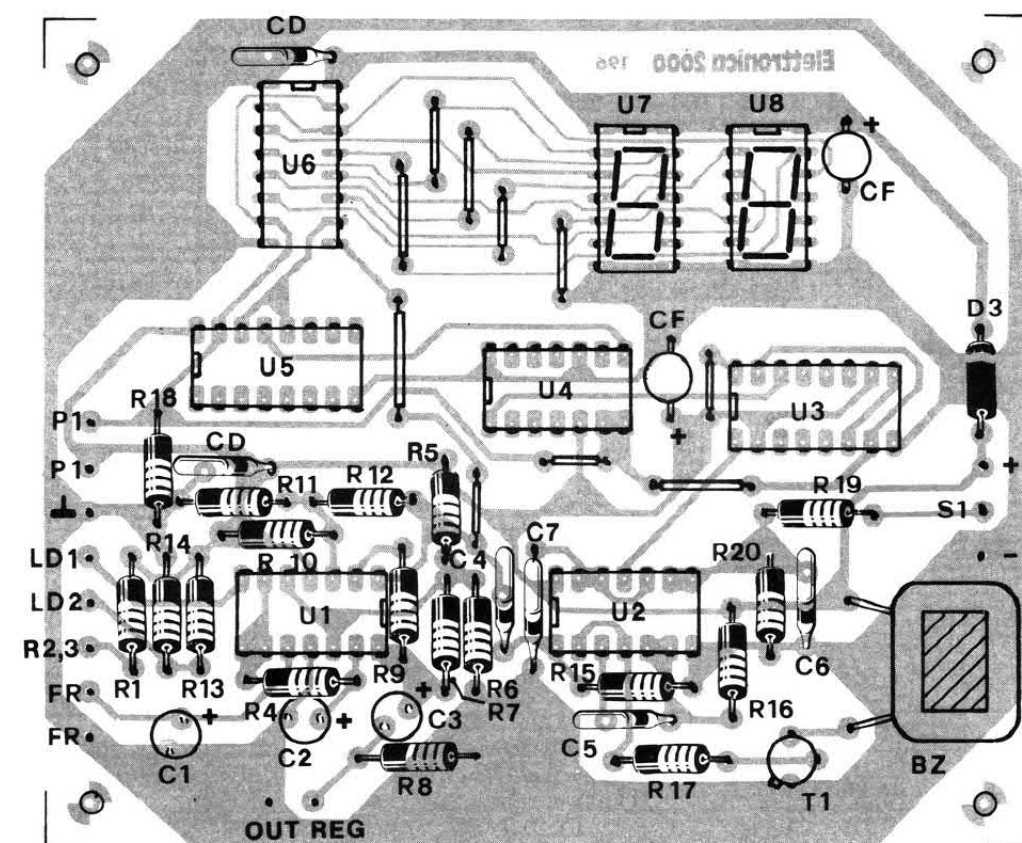 CD
Elettronica 2000 196
U7 U8
+
U6
CF
D3
CF
U5
U4
U3
R18
P1
CD
+
R5
P1
R11 R12
+
R19
S1
⊥
R14
C7
C4
LD1
R 10
R20
-
LD2
U1
U2
R2,3
R9
R15
C6
R1 R13
R6
R4
R7
R16
FR
+
+
+
C3
FR
C2
C5
C1
R8
BZ
R17
T1
OUT REG